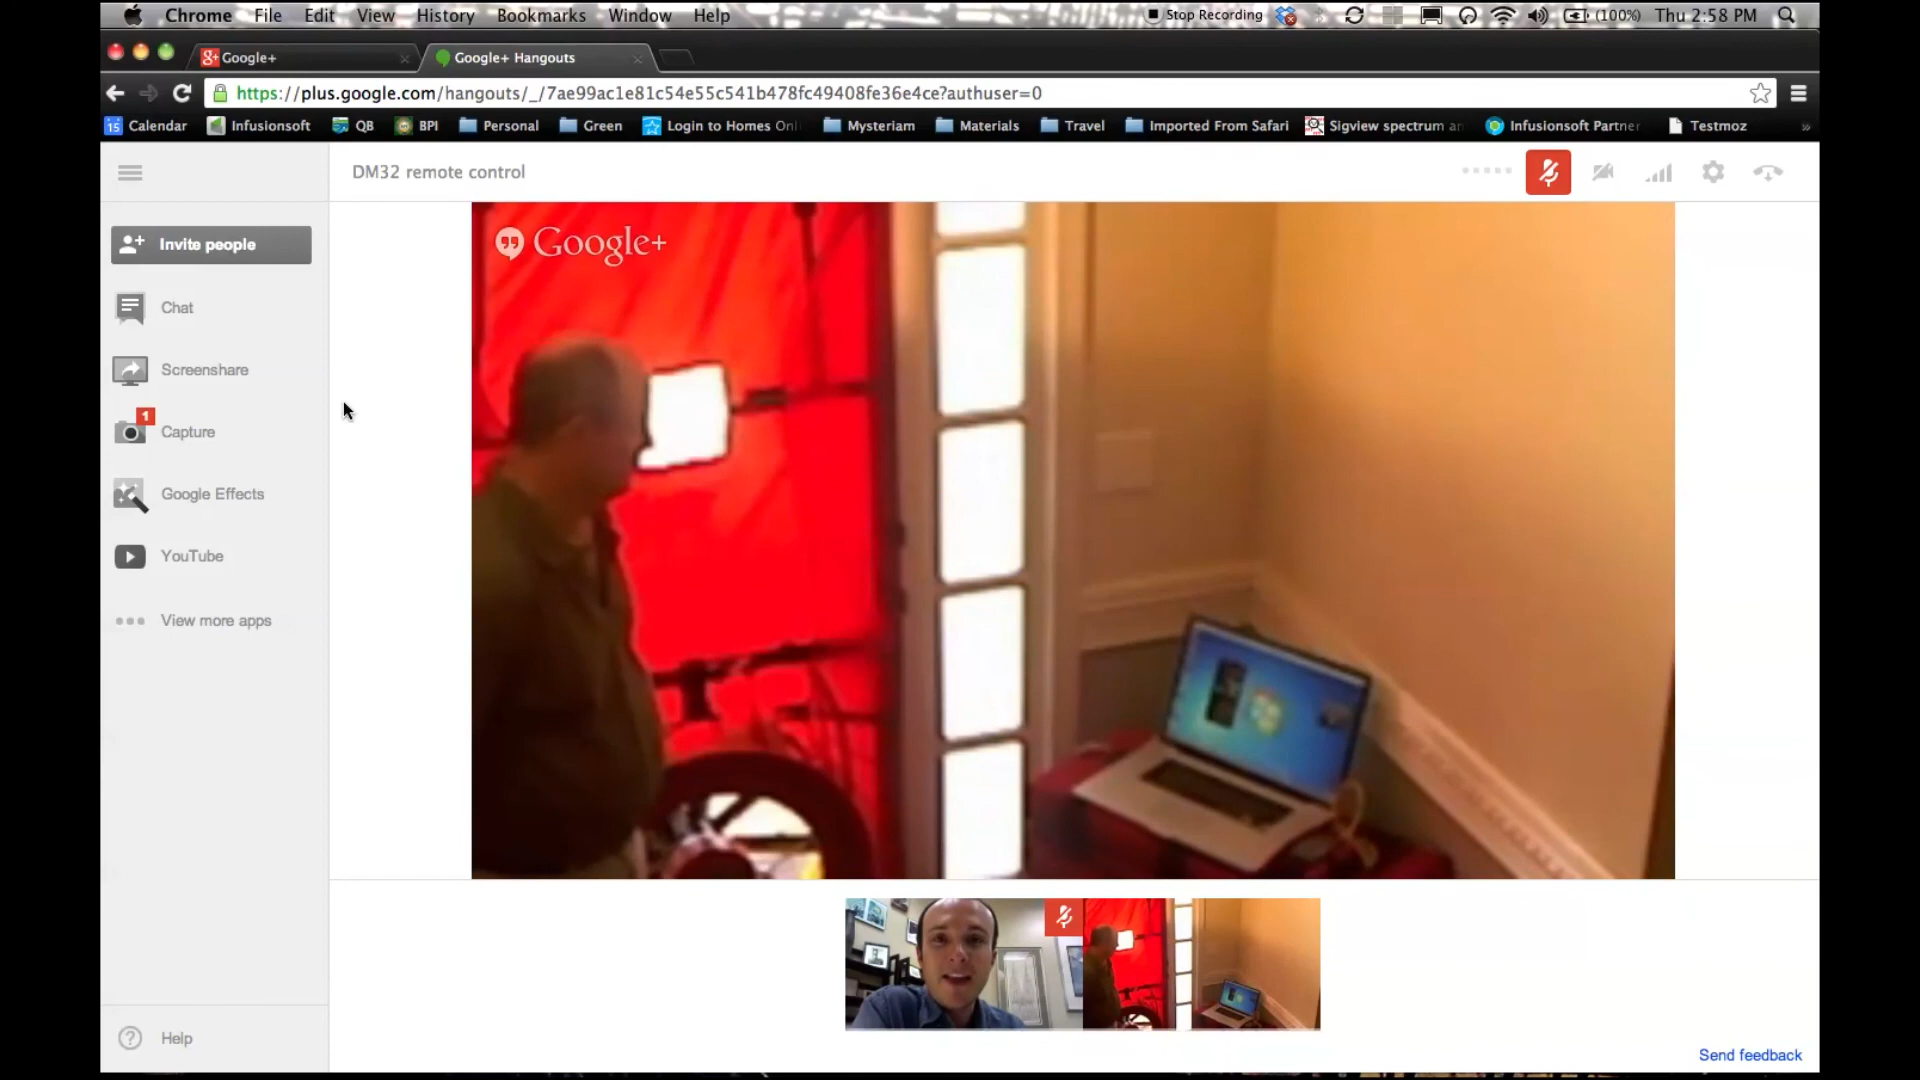 Chrome File Edit View History Bookmarks Window Help Stop Recording (100%) Thu 2:58 PM
Google+ Google+ Hangouts
https://plus.google.com/hangouts/_/7ae99ac1e81c54e55c541b478fc49408fe36e4ce?authuser=0
15 Calendar Infusionsoft QB BPI Personal Green Login to Homes Onl Mysteriam Materials Travel Imported From Safari Sigview spectrum an Infusionsoft Partner Testmoz »
DM32 remote control
Google+
Invite people
Chat
Screenshare
1
Capture
Google Effects
YouTube
View more apps
? Help
Send feedback